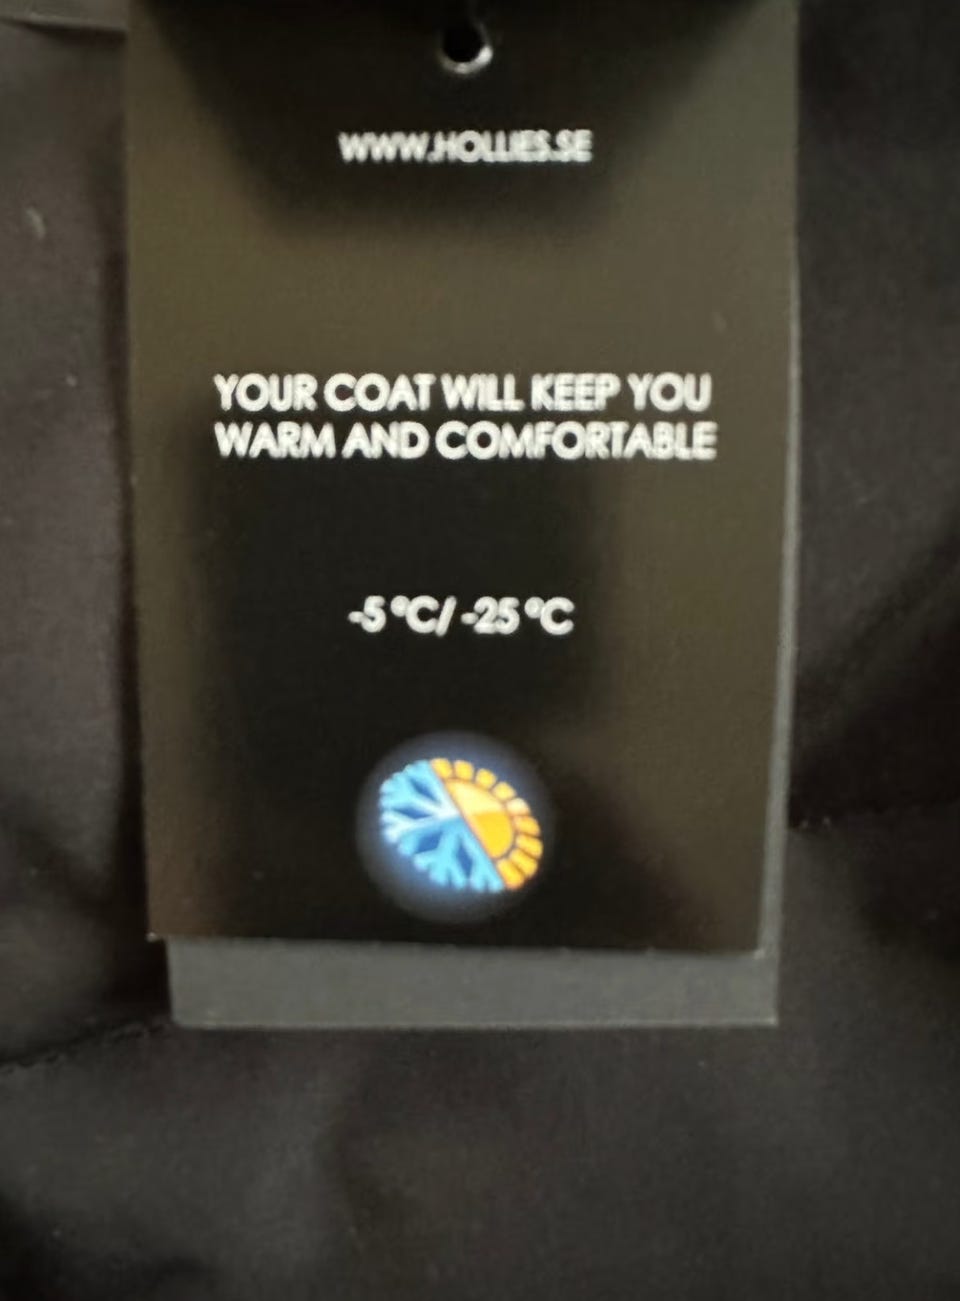 WWW.HOLLIES.SE
YOUR COAT WILL KEEP YOU
WARM AND COMFORTABLE
-5 °C/ -25 °C